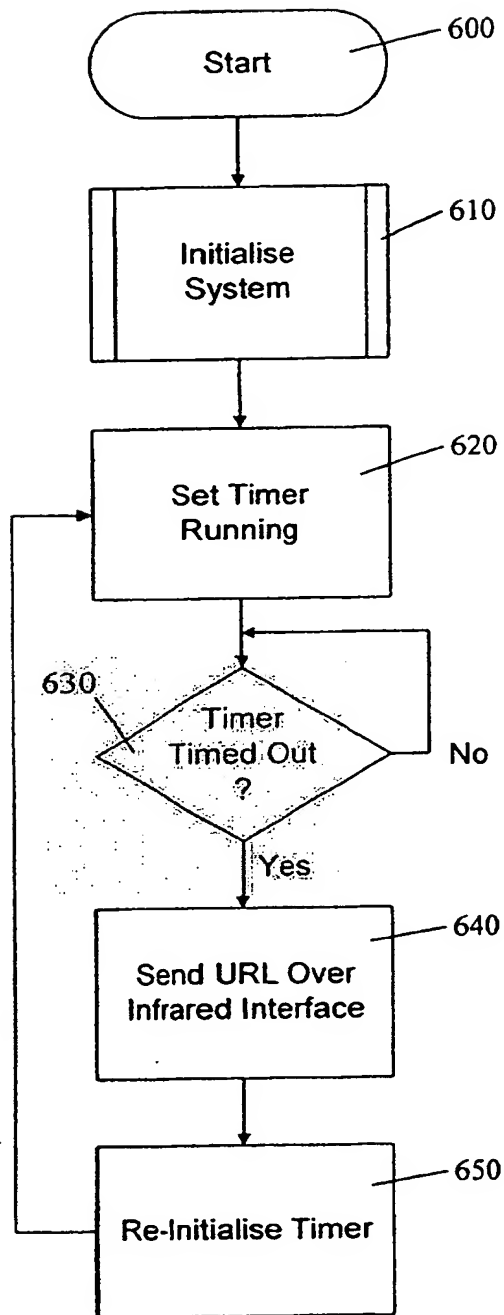 Start
600
Initialise
System
610
Set Timer
Running
620
Timer
Timed Out
?
630
No
Yes
Send URL Over
Infrared Interface
640
Re-Initialise Timer
650